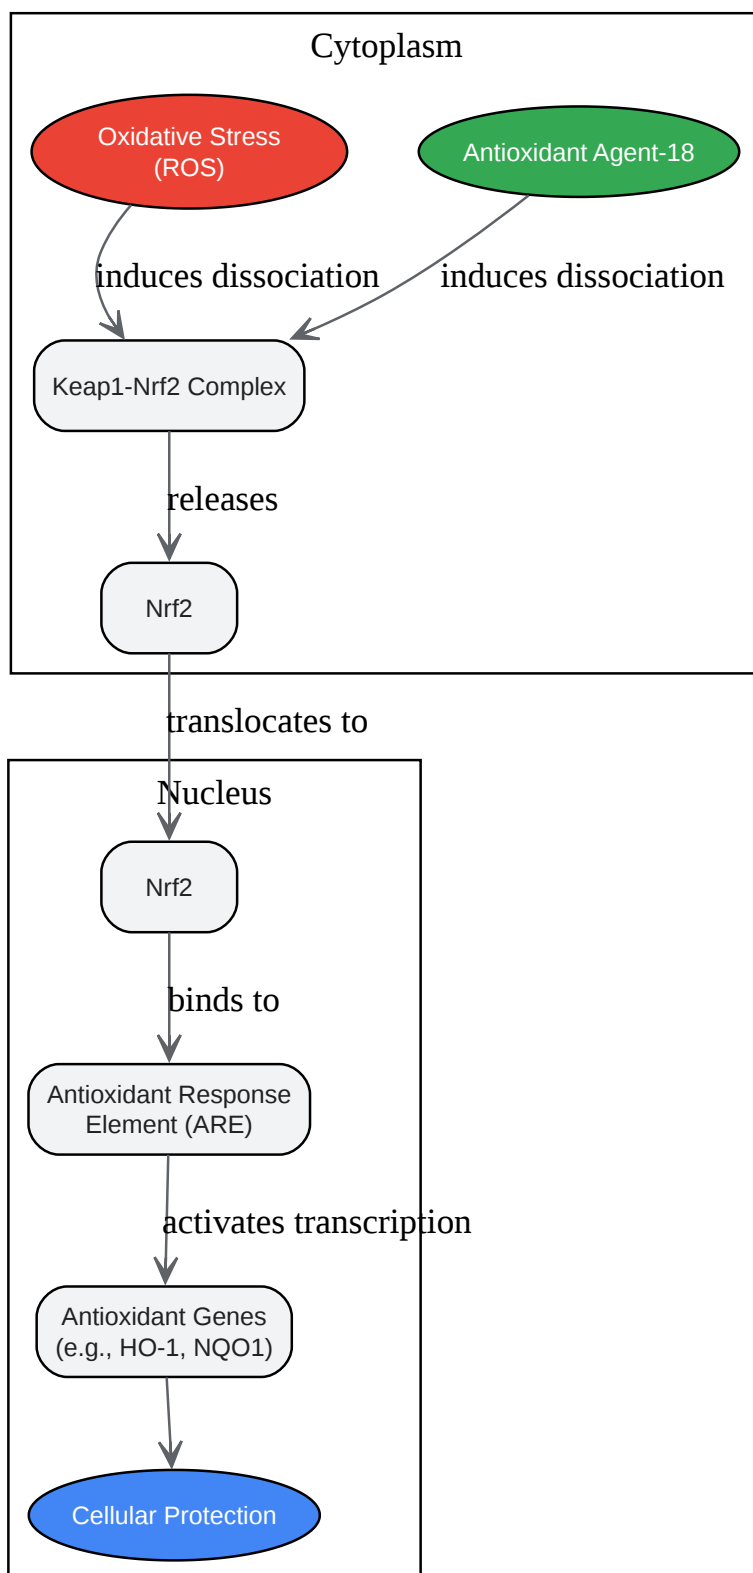 Cytoplasm
Oxidative Stress
(ROS)
Antioxidant Agent-18
induces dissociation
induces dissociation
Keap1-Nrf2 Complex
releases
Nrf2
translocates to
Nucleus
Nrf2
binds to
Antioxidant Response
Element (ARE)
activates transcription
Antioxidant Genes
(e.g., HO-1, NQO1)
Cellular Protection